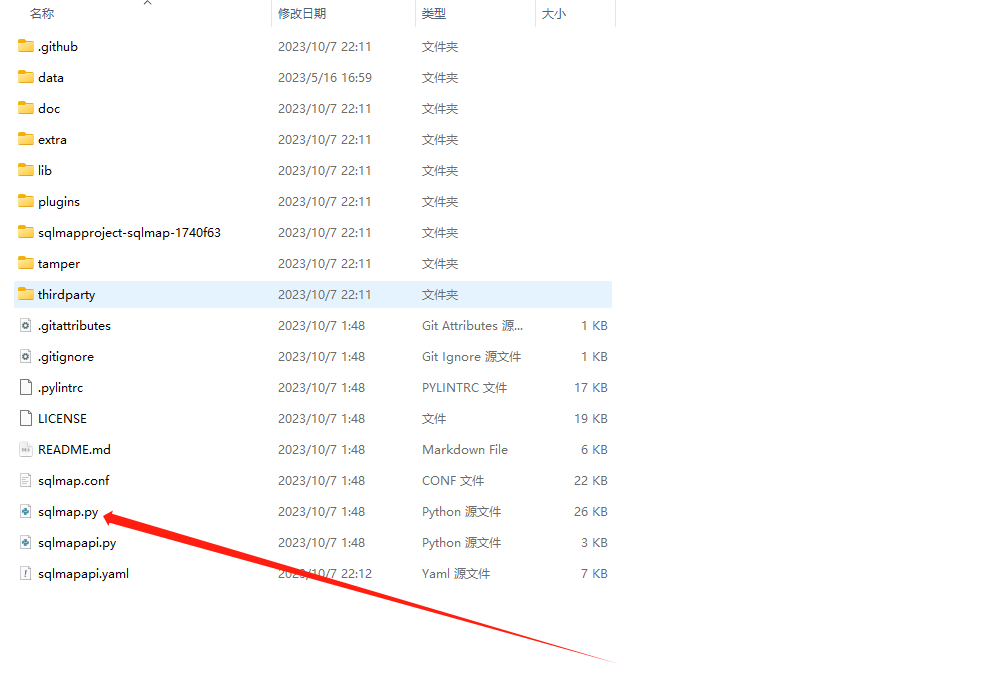 名称 修改日期 类型 大小
.github 2023/10/7 22:11 文件夹
data 2023/5/16 16:59 文件夹
doc 2023/10/7 22:11 文件夹
extra 2023/10/7 22:11 文件夹
lib 2023/10/7 22:11 文件夹
plugins 2023/10/7 22:11 文件夹
sqlmapproject-sqlmap-1740f63 2023/10/7 22:11 文件夹
tamper 2023/10/7 22:11 文件夹
thirdparty 2023/10/7 22:11 文件夹
.gitattributes 2023/10/7 1:48 Git Attributes 源... 1 KB
.gitignore 2023/10/7 1:48 Git Ignore 源文件 1 KB
.pylintrc 2023/10/7 1:48 PYLINTRC 文件 17 KB
LICENSE 2023/10/7 1:48 文件 19 KB
README.md 2023/10/7 1:48 Markdown File 6 KB
sqlmap.conf 2023/10/7 1:48 CONF 文件 22 KB
sqlmap.py 2023/10/7 1:48 Python 源文件 26 KB
sqlmapapi.py 2023/10/7 1:48 Python 源文件 3 KB
sqlmapapi.yaml 2023/10/7 22:12 Yaml 源文件 7 KB